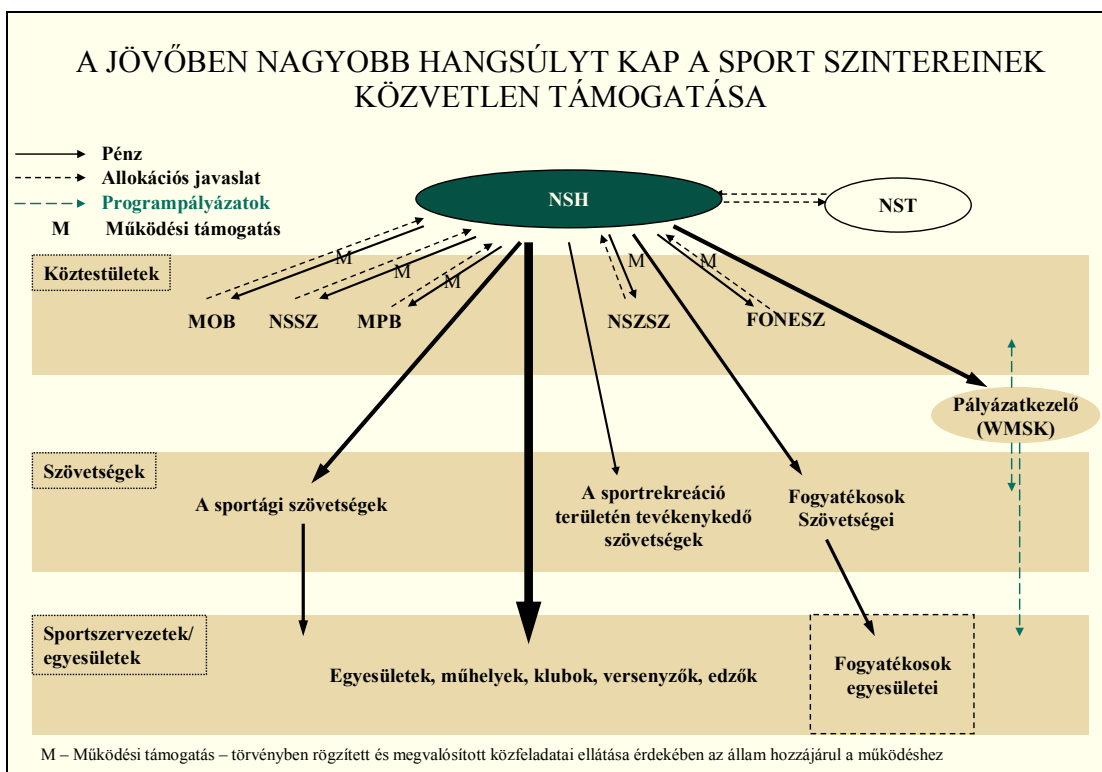 A JÖVŐBEN NAGYOBB HANGSÚLYT KAP A SPORT SZINTEREINEK
KÖZVETLEN TÁMOGATÁSA
Pénz
Allokációs javaslat
Programpályázatok
M Működési támogatás
NSH
NST
Köztestületek
M
M
M
M
M
MOB
NSSZ
MPB
NSZSZ
FONESZ
Pályázatkezelő
(WMSK)
Szövetségek
A sportági szövetségek
A sportrekreáció
területén tevékenykedő
szövetségek
Fogyatékosok
Szövetségei
Sportszervezetek/
egyesületek
Egyesületek, műhelyek, klubok, versenyzők, edzők
Fogyatékosok
egyesületei
M – Működési támogatás – törvényben rögzített és megvalósított közfeladatai ellátása érdekében az állam hozzájárul a működéshez